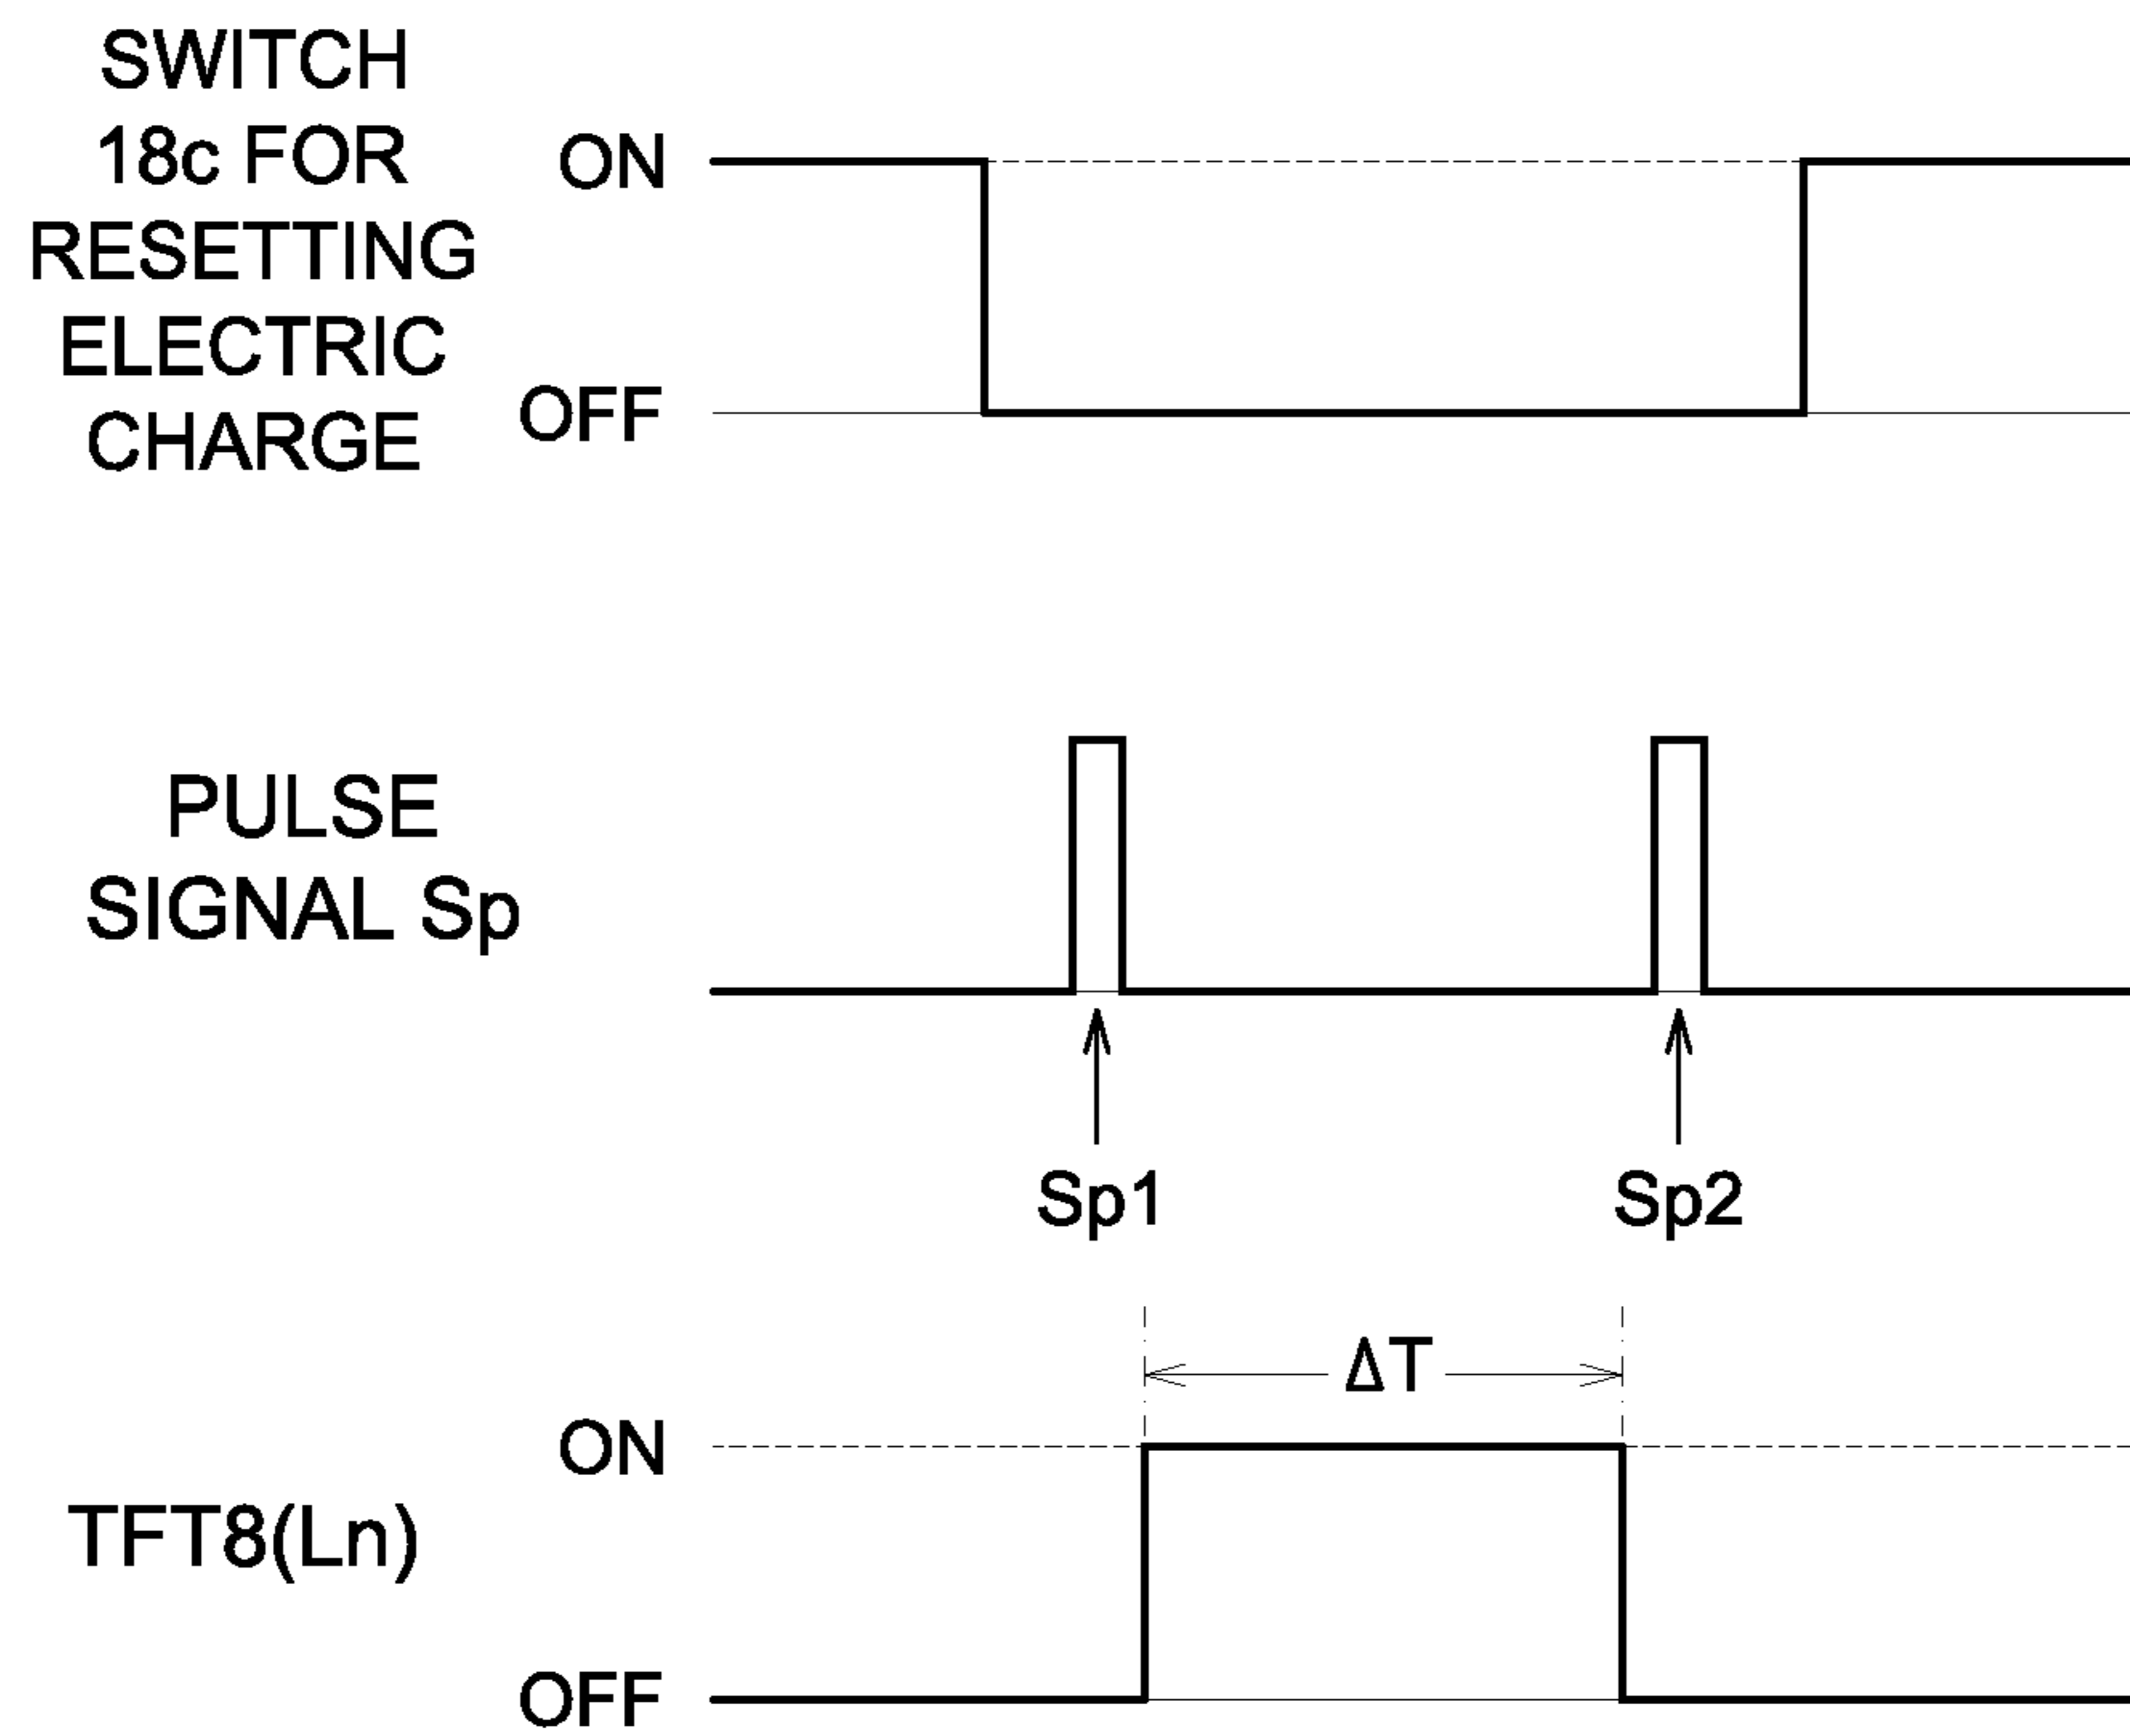 SWITCH
18c FOR
RESETTING
ELECTRIC
CHARGE
ON
OFF
PULSE
SIGNAL Sp
Sp1
Sp2
ΔT
TFT8(Ln)
ON
OFF